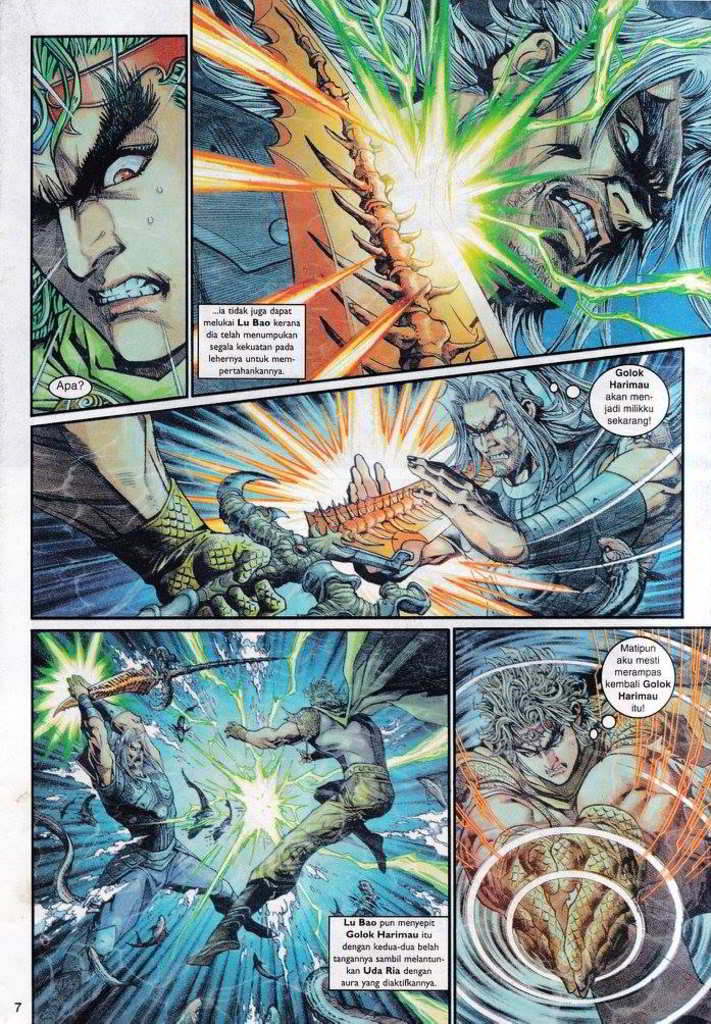 Apa?
...ia tidak juga dapat
melukai Lu Bao kerana
dia telah menumpukan
segala kekuatan pada
lehernya untuk mem-
pertahankannya.
Golok
Harimau
akan men-
jadi milikku
sekarang!
Lu Bao pun menyepit
Golok Harimau itu
dengan kedua-dua belah
tangannya sambil melantun-
kan Uda Ria dengan
aura yang diaktifkannya.
Matipun
aku mesti
merampas
kembali Golok
Harimau
itu!
7